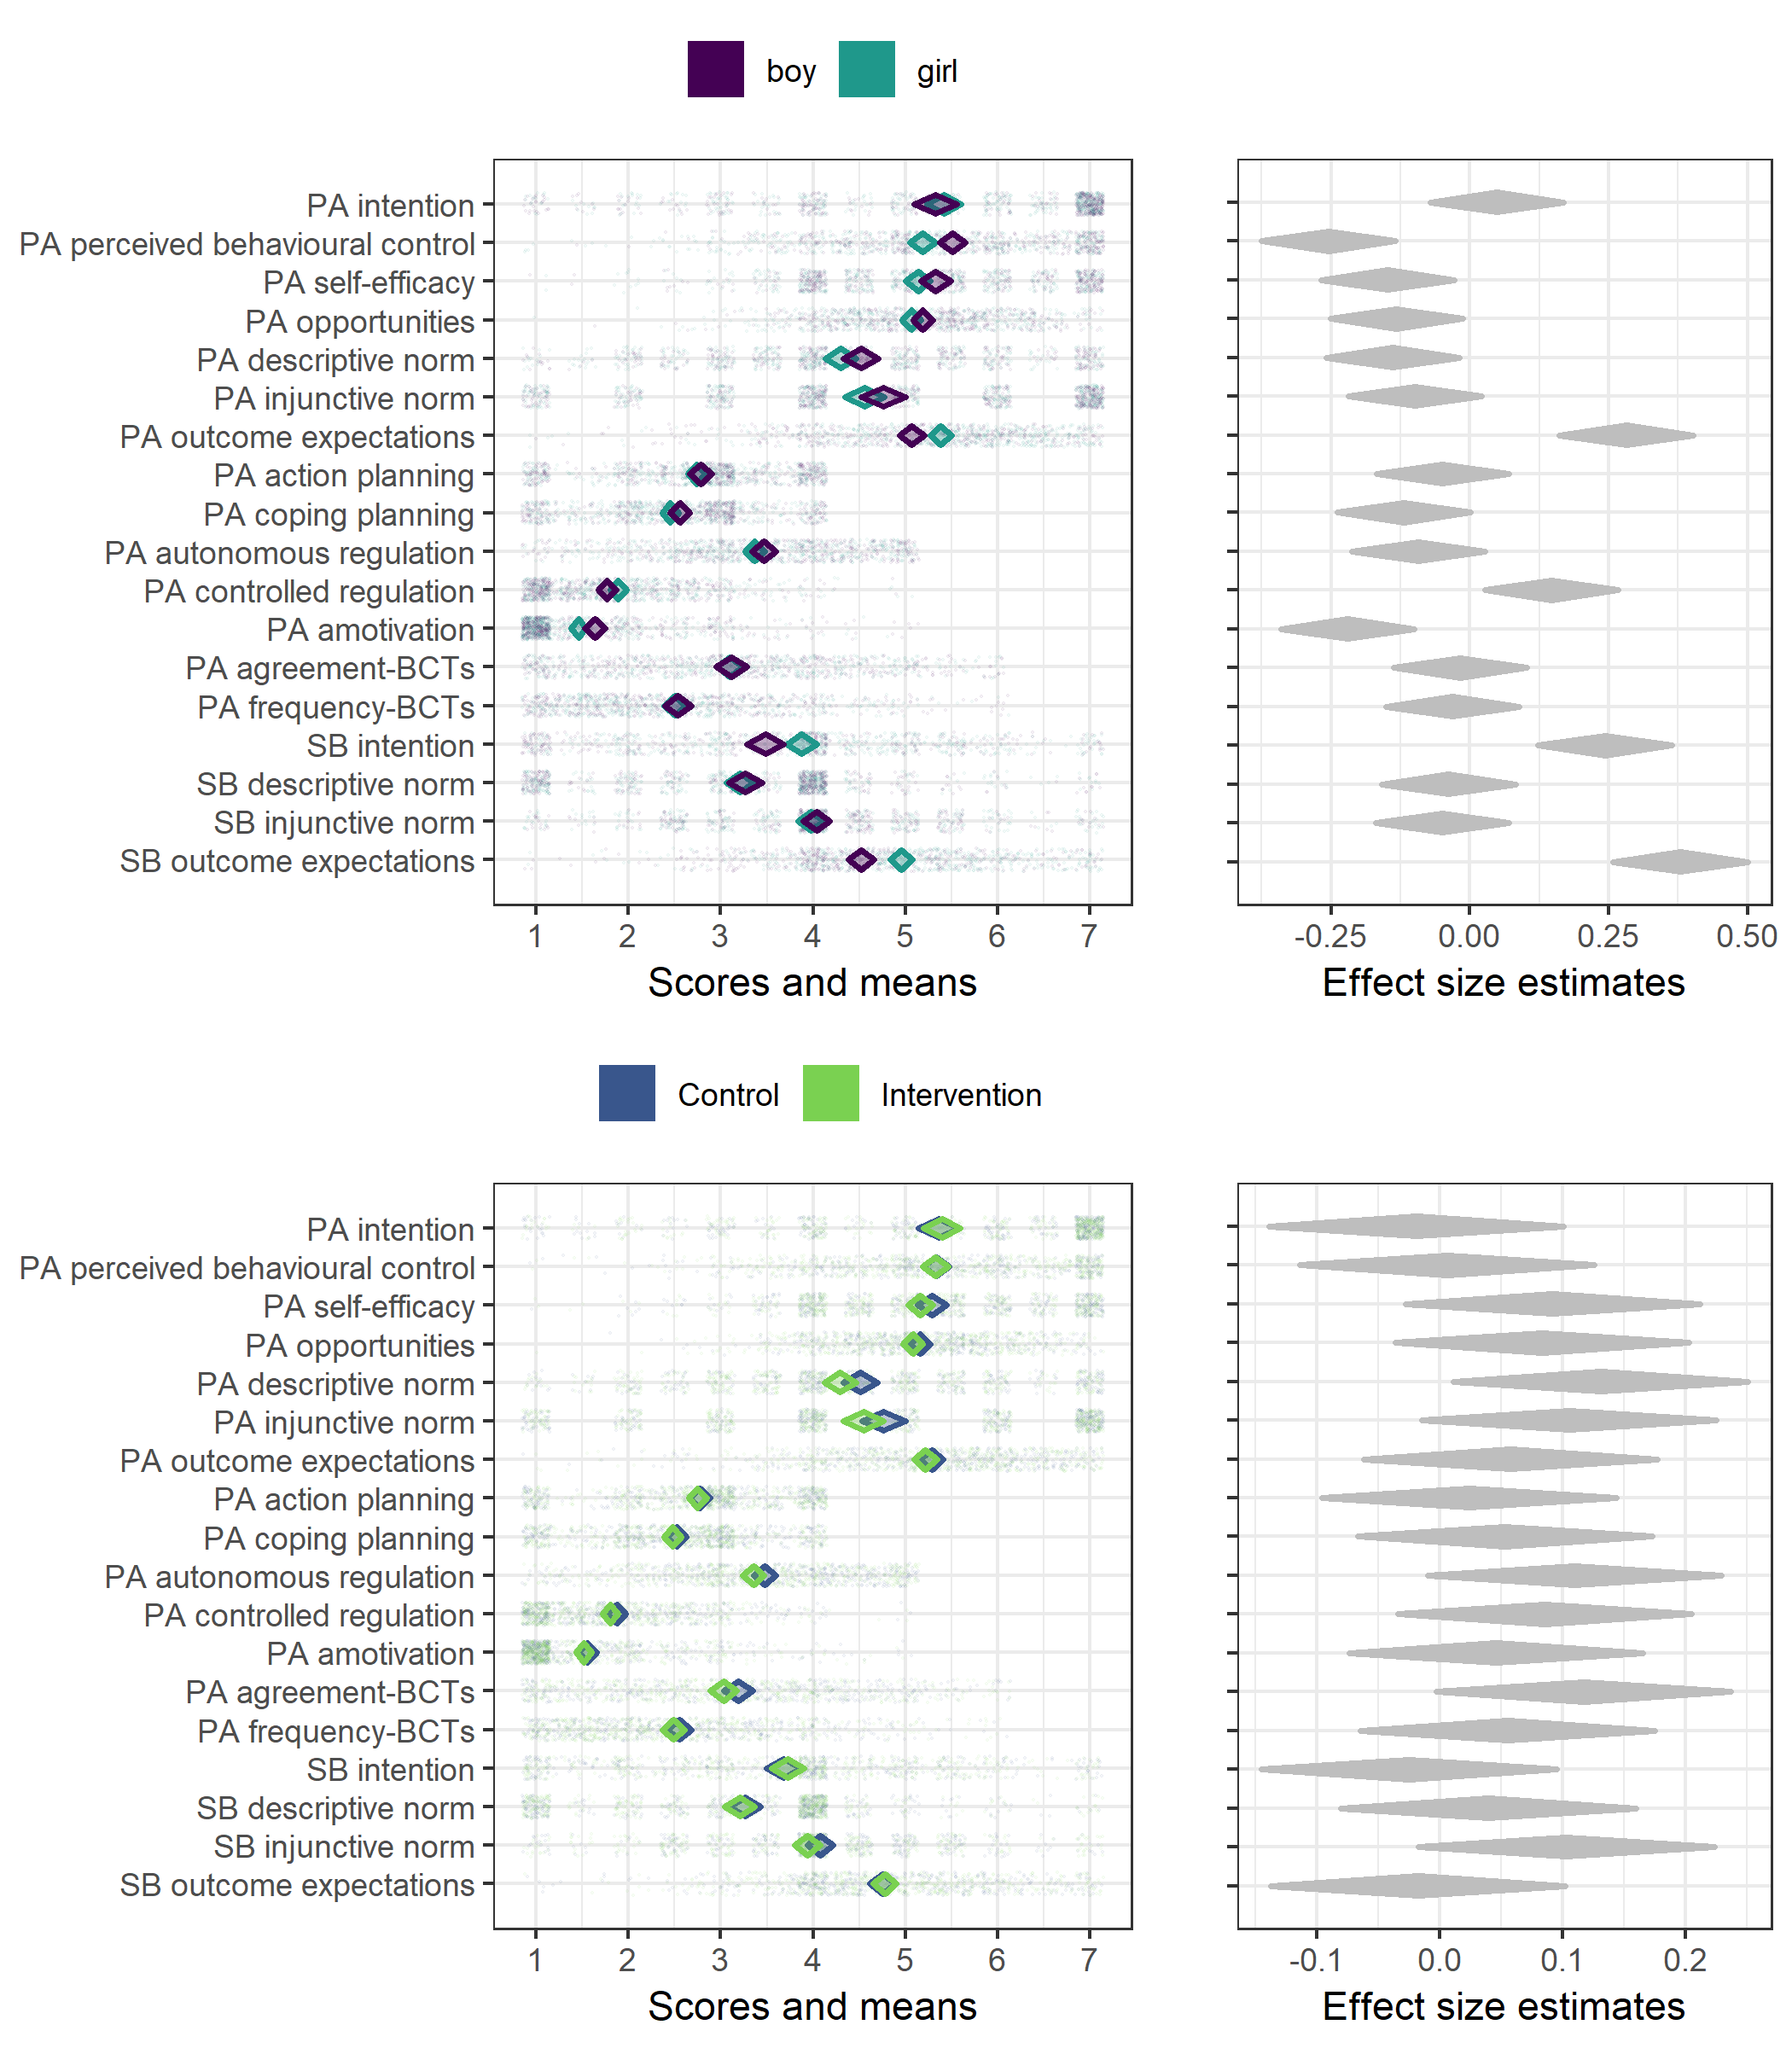 boy girl
PA intention
PA perceived behavioural control
PA self-efficacy
PA opportunities
PA descriptive norm
PA injunctive norm
PA outcome expectations
PA action planning
PA coping planning
PA autonomous regulation
PA controlled regulation
PA amotivation
PA agreement-BCTs
PA frequency-BCTs
SB intention
SB descriptive norm
SB injunctive norm
SB outcome expectations
1 2 3 4 5 6 7
Scores and means
-0.25 0.00 0.25 0.50
Effect size estimates
Control Intervention
PA intention
PA perceived behavioural control
PA self-efficacy
PA opportunities
PA descriptive norm
PA injunctive norm
PA outcome expectations
PA action planning
PA coping planning
PA autonomous regulation
PA controlled regulation
PA amotivation
PA agreement-BCTs
PA frequency-BCTs
SB intention
SB descriptive norm
SB injunctive norm
SB outcome expectations
1 2 3 4 5 6 7
Scores and means
-0.1 0.0 0.1 0.2
Effect size estimates